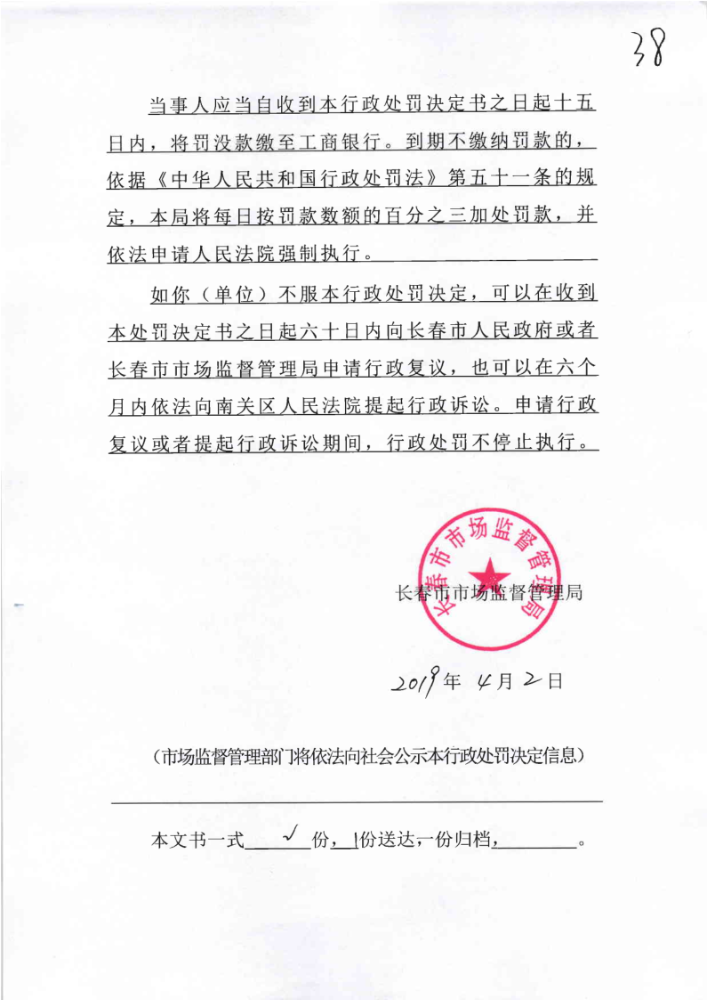 38
当事人应当自收到本行政处罚决定书之日起十五
日内，将罚没款缴至工商银行。到期不缴纳罚款的，
依据《中华人民共和国行政处罚法》第五十一条的规
定，本局将每日按罚款数额的百分之三加处罚款，并
依法申请人民法院强制执行。
如你（单位）不服本行政处罚决定，可以在收到
本处罚决定书之日起六十日内向长春市人民政府或者
长春市市场监督管理局申请行政复议，也可以在六个
月内依法向南关区人民法院提起行政诉讼。申请行政
复议或者提起行政诉讼期间，行政处罚不停止执行。
长春市市场监督管理局
长春市市场监督管理局
2019年 4月2日
（市场监督管理部门将依法向社会公示本行政处罚决定信息）
本文书一式 √ 份， 1份送达，一份归档， 。